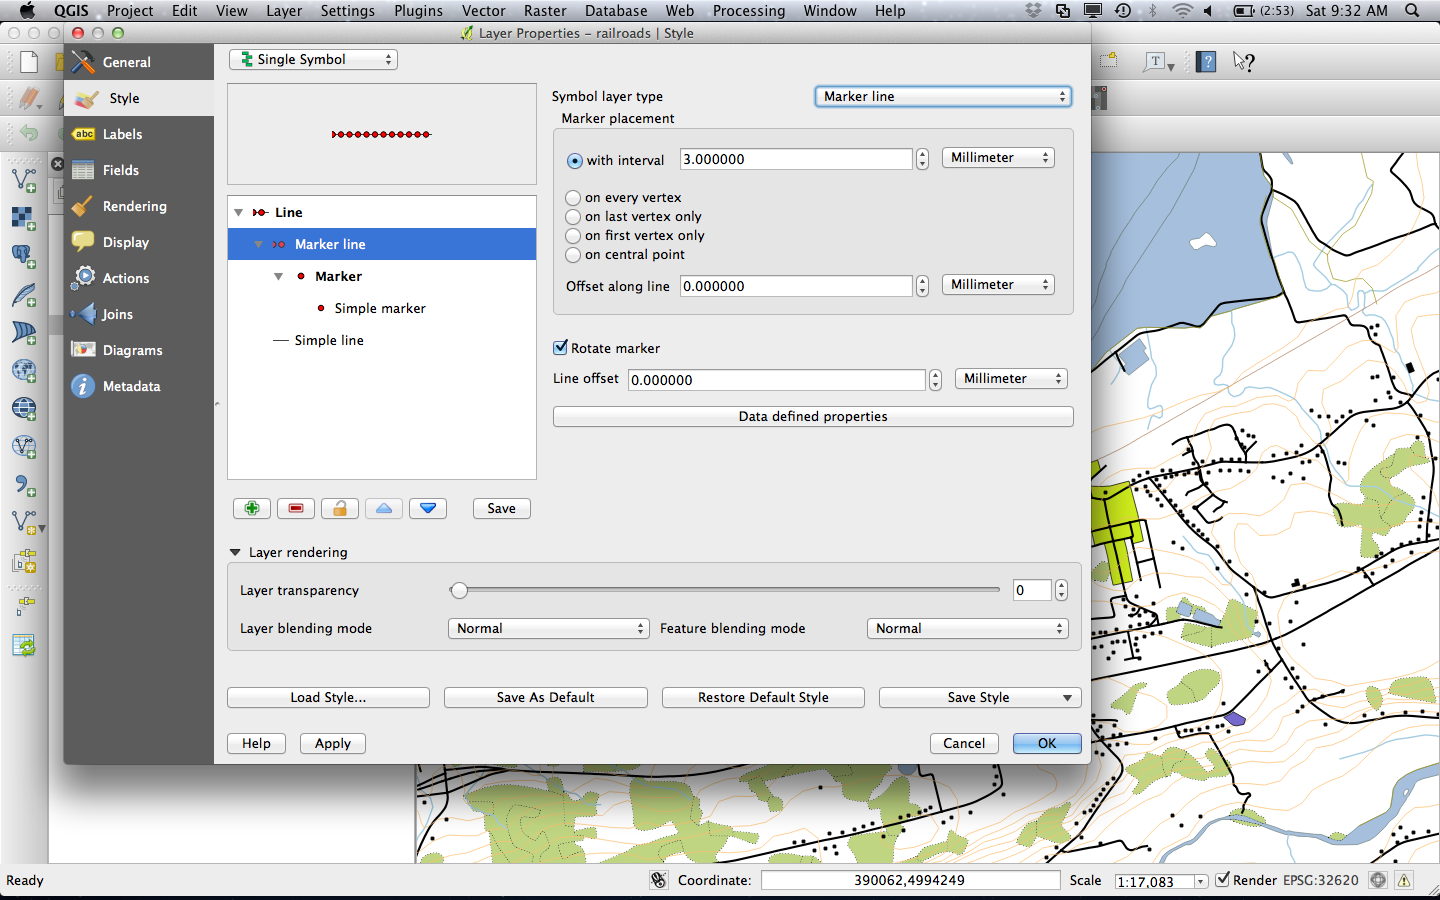 QGIS Project Edit View Layer Settings Plugins Vector Raster Database Web Processing Window Help (2:53) Sat 9:32 AM
Layer Properties - railroads | Style
General
Style
abc Labels
Fields
Rendering
Display
Actions
Joins
Diagrams
Metadata
Single Symbol
Line
Marker line
Marker
Simple marker
Simple line
Save
Symbol layer type Marker line
Marker placement
with interval 3.000000 Millimeter
on every vertex
on last vertex only
on first vertex only
on central point
Offset along line 0.000000 Millimeter
Rotate marker
Line offset 0.000000 Millimeter
Data defined properties
Layer rendering
Layer transparency 0
Layer blending mode Normal Feature blending mode Normal
Load Style... Save As Default Restore Default Style Save Style
Help Apply Cancel OK
Ready Coordinate: 390062,4994249 Scale 1:17,083 Render EPSG:32620